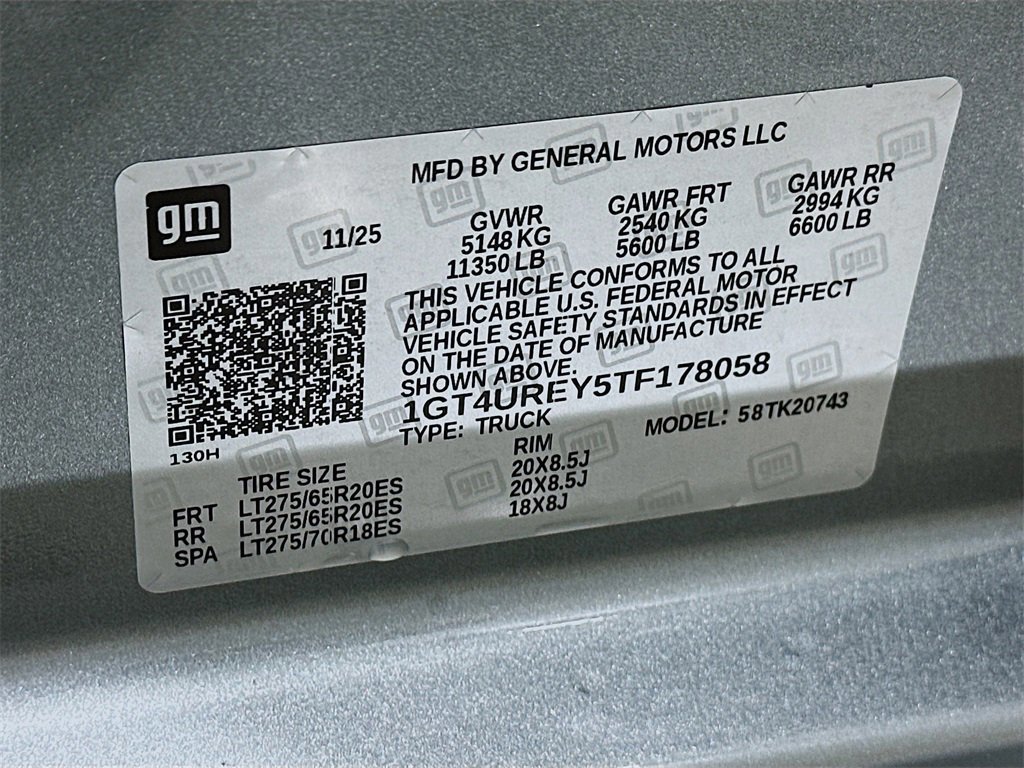 MFD BY GENERAL MOTORS LLC
gm
11/25
GVWR GAWR FRT GAWR RR
5148 KG 2540 KG 2994 KG
11350 LB 5600 LB 6600 LB
THIS VEHICLE CONFORMS TO ALL
APPLICABLE U.S. FEDERAL MOTOR
VEHICLE SAFETY STANDARDS IN EFFECT
ON THE DATE OF MANUFACTURE
SHOWN ABOVE.
1GT4UREY5TF178058
TYPE: TRUCK MODEL: 58TK20743
130H
TIRE SIZE RIM
FRT LT275/65R20ES 20X8.5J
RR LT275/65R20ES 20X8.5J
SPA LT275/70R18ES 18X8J